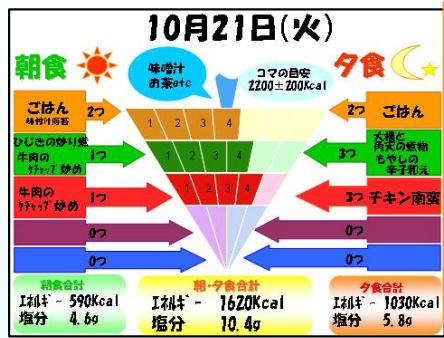 10月21日(火)
朝食
味噌汁
お茶etc
コマの目安
2200±200Kcal
夕食
ごはん
味付け海苔
2つ
1 2 3 4
2つ
ごはん
ひじきの炒り煮
牛肉の
ケチャップ炒め
1つ
1 2 3 4
3つ
大根と
角天の煮物
もやしの
辛子和え
牛肉の
ケチャップ炒め
1つ
1 2 3 4
3つ
チキン南蛮
0つ
0つ
0つ
0つ
朝食合計
エネルギー 590Kcal
塩分 4.6g
朝・夕食合計
エネルギー 1620Kcal
塩分 10.4g
夕食合計
エネルギー 1030Kcal
塩分 5.8g